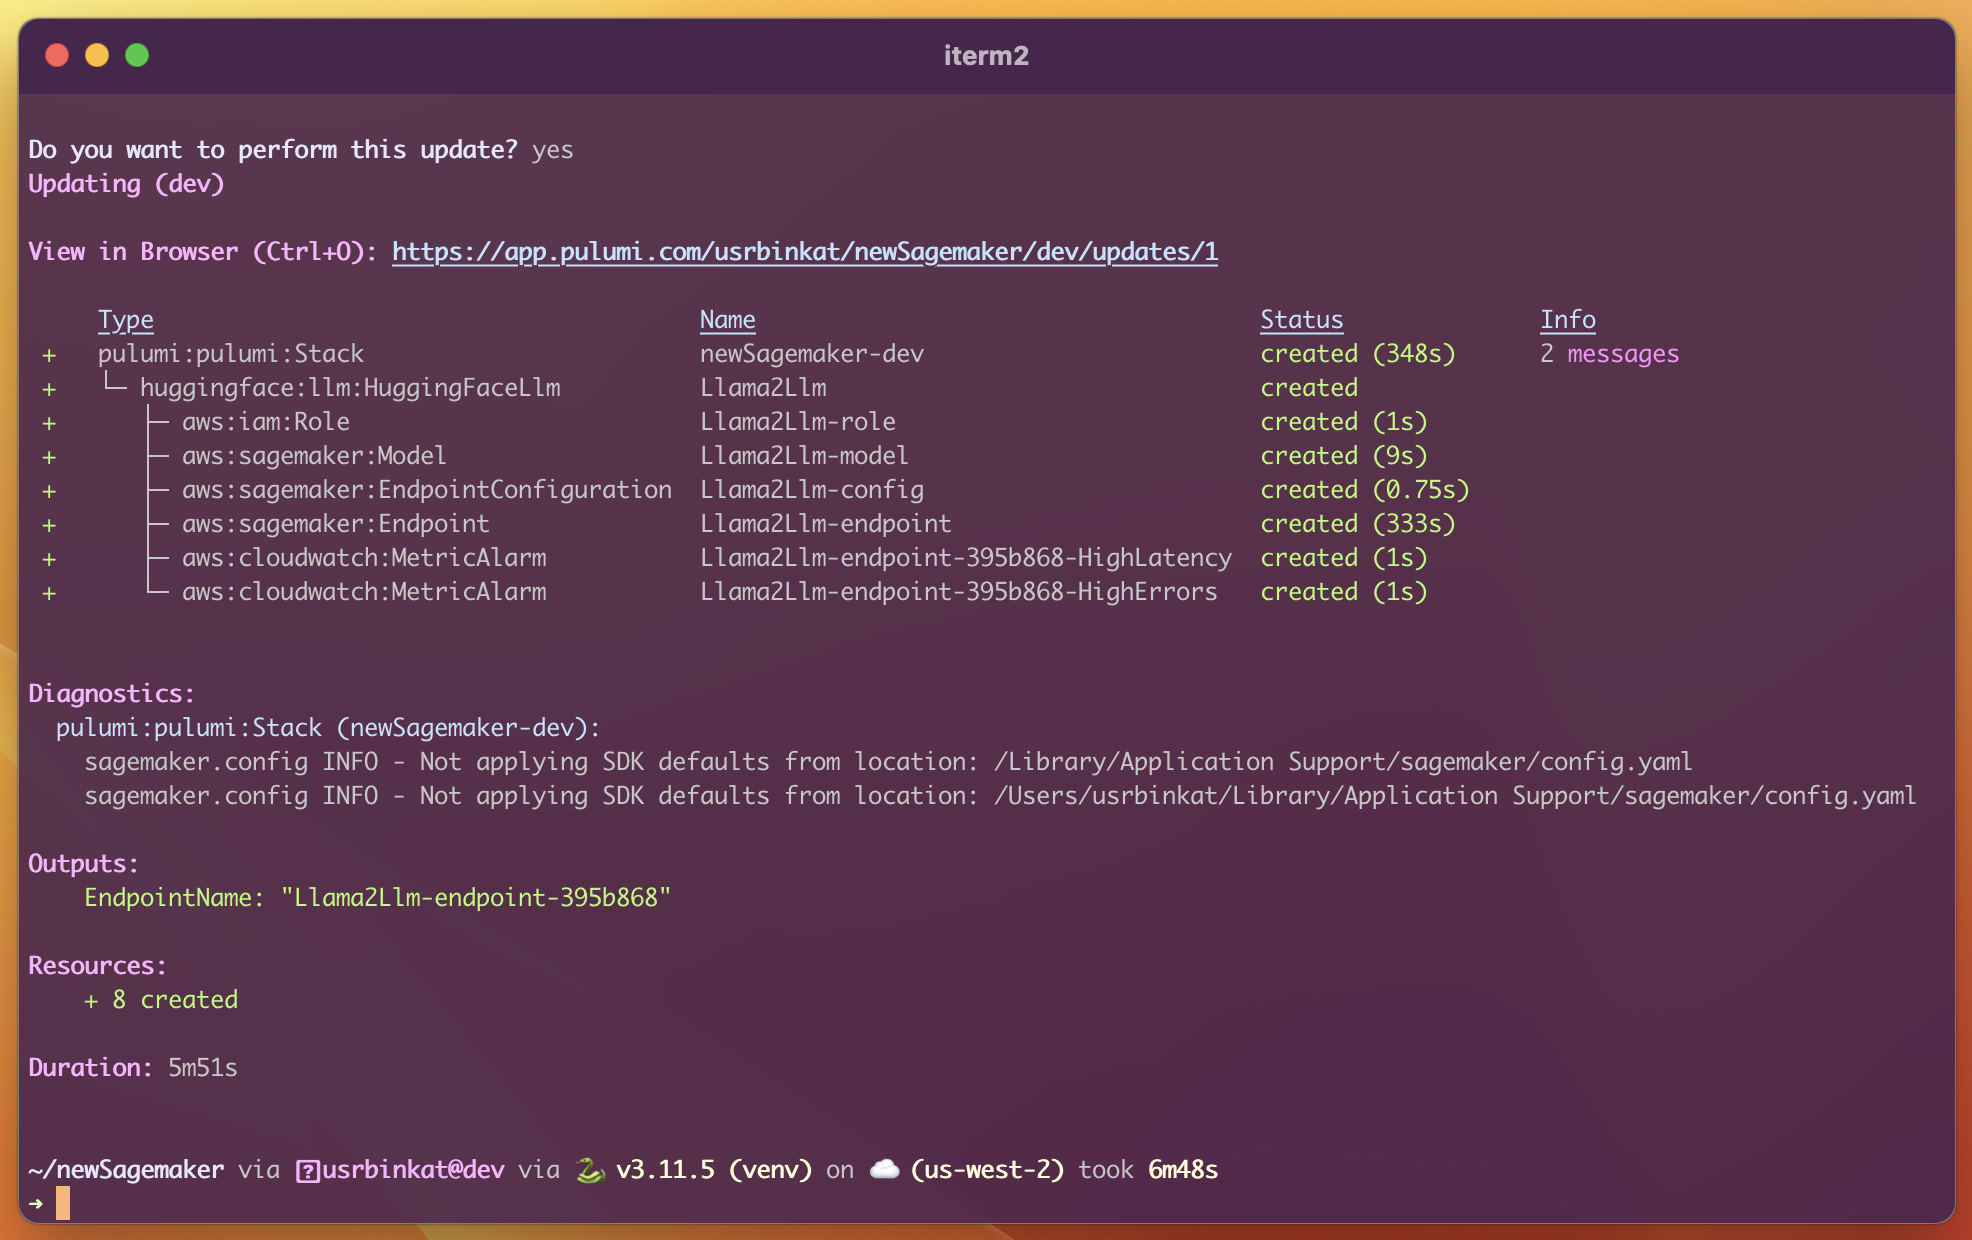 iterm2
Do you want to perform this update? yes
Updating (dev)
View in Browser (Ctrl+O): https://app.pulumi.com/usrbinkat/newSagemaker/dev/updates/1
Type Name Status Info
+ pulumi:pulumi:Stack newSagemaker-dev created (348s) 2 messages
+ └─ huggingface:llm:HuggingFaceLlm Llama2Llm created
+ ├─ aws:iam:Role Llama2Llm-role created (1s)
+ ├─ aws:sagemaker:Model Llama2Llm-model created (9s)
+ ├─ aws:sagemaker:EndpointConfiguration Llama2Llm-config created (0.75s)
+ ├─ aws:sagemaker:Endpoint Llama2Llm-endpoint created (333s)
+ ├─ aws:cloudwatch:MetricAlarm Llama2Llm-endpoint-395b868-HighLatency created (1s)
+ └─ aws:cloudwatch:MetricAlarm Llama2Llm-endpoint-395b868-HighErrors created (1s)
Diagnostics:
pulumi:pulumi:Stack (newSagemaker-dev):
sagemaker.config INFO - Not applying SDK defaults from location: /Library/Application Support/sagemaker/config.yaml
sagemaker.config INFO - Not applying SDK defaults from location: /Users/usrbinkat/Library/Application Support/sagemaker/config.yaml
Outputs:
EndpointName: "Llama2Llm-endpoint-395b868"
Resources:
+ 8 created
Duration: 5m51s
~/newSagemaker via ⍰usrbinkat@dev via 🐍 v3.11.5 (venv) on ☁️ (us-west-2) took 6m48s
➜